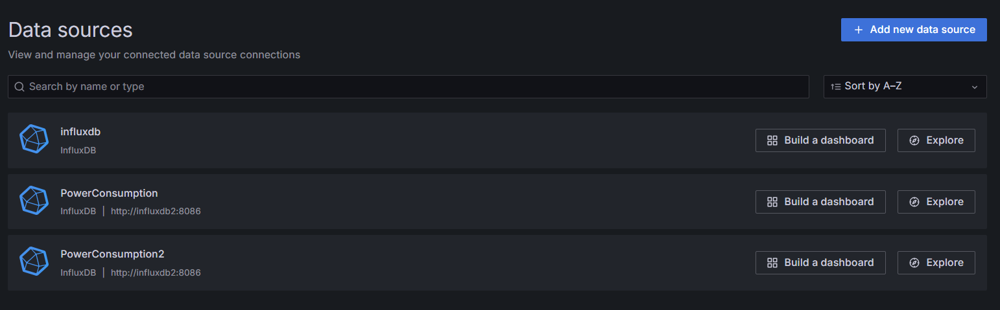 Data sources
+ Add new data source
View and manage your connected data source connections
Search by name or type
Sort by A–Z
influxdb
InfluxDB
Build a dashboard
Explore
PowerConsumption
InfluxDB | http://influxdb2:8086
Build a dashboard
Explore
PowerConsumption2
InfluxDB | http://influxdb2:8086
Build a dashboard
Explore